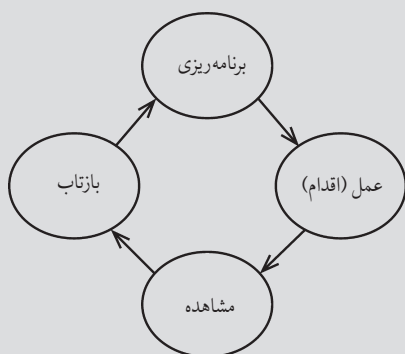 برنامه‌ریزی
عمل (اقدام)
مشاهده
بازتاب